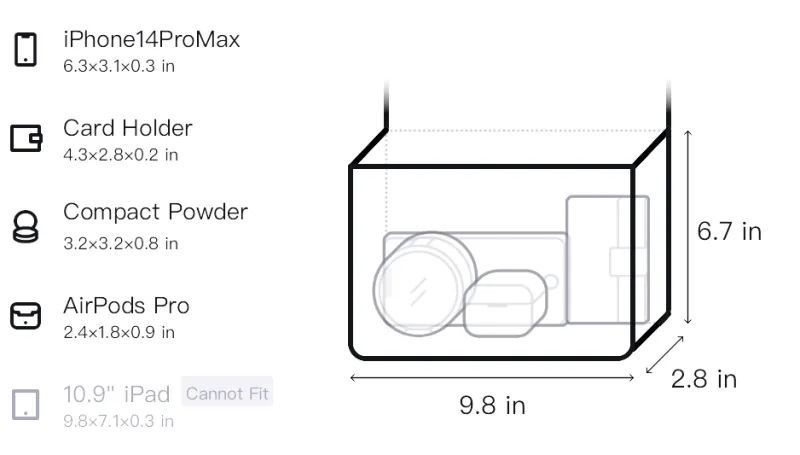 iPhone14ProMax
6.3×3.1×0.3 in
Card Holder
4.3×2.8×0.2 in
Compact Powder
3.2×3.2×0.8 in
AirPods Pro
2.4×1.8×0.9 in
10.9" iPad Cannot Fit
9.8×7.1×0.3 in
6.7 in
2.8 in
9.8 in